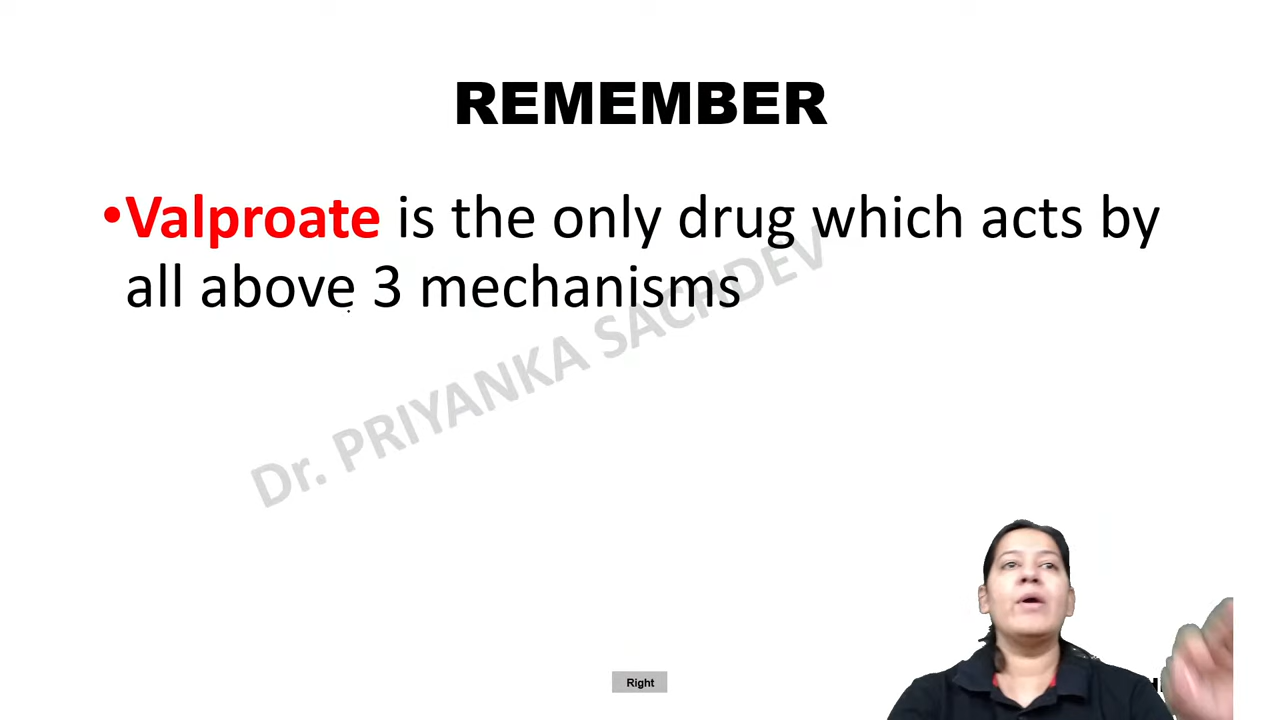 REMEMBER
•Valproate is the only drug which acts by
all above 3 mechanisms
Dr. PRIYANKA SACHDEV
Right